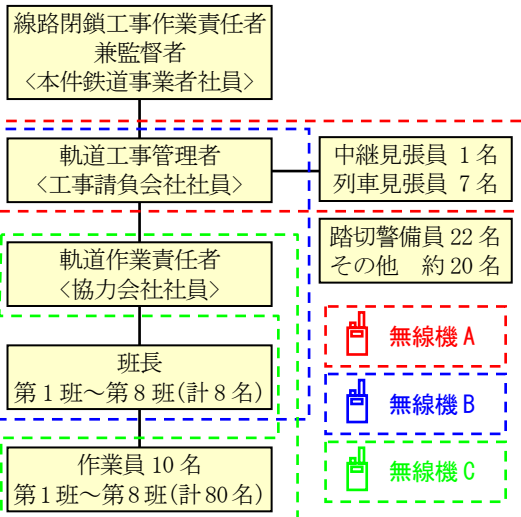 線路閉鎖工事作業責任者
兼監督者
<本件鉄道事業者社員>
軌道工事管理者
<工事請負会社社員>
中継見張員 1名
列車見張員 7名
踏切警備員 22名
その他 約20名
軌道作業責任者
<協力会社社員>
班長
第1班～第8班(計8名)
作業員10名
第1班～第8班(計80名)
無線機A
無線機B
無線機C